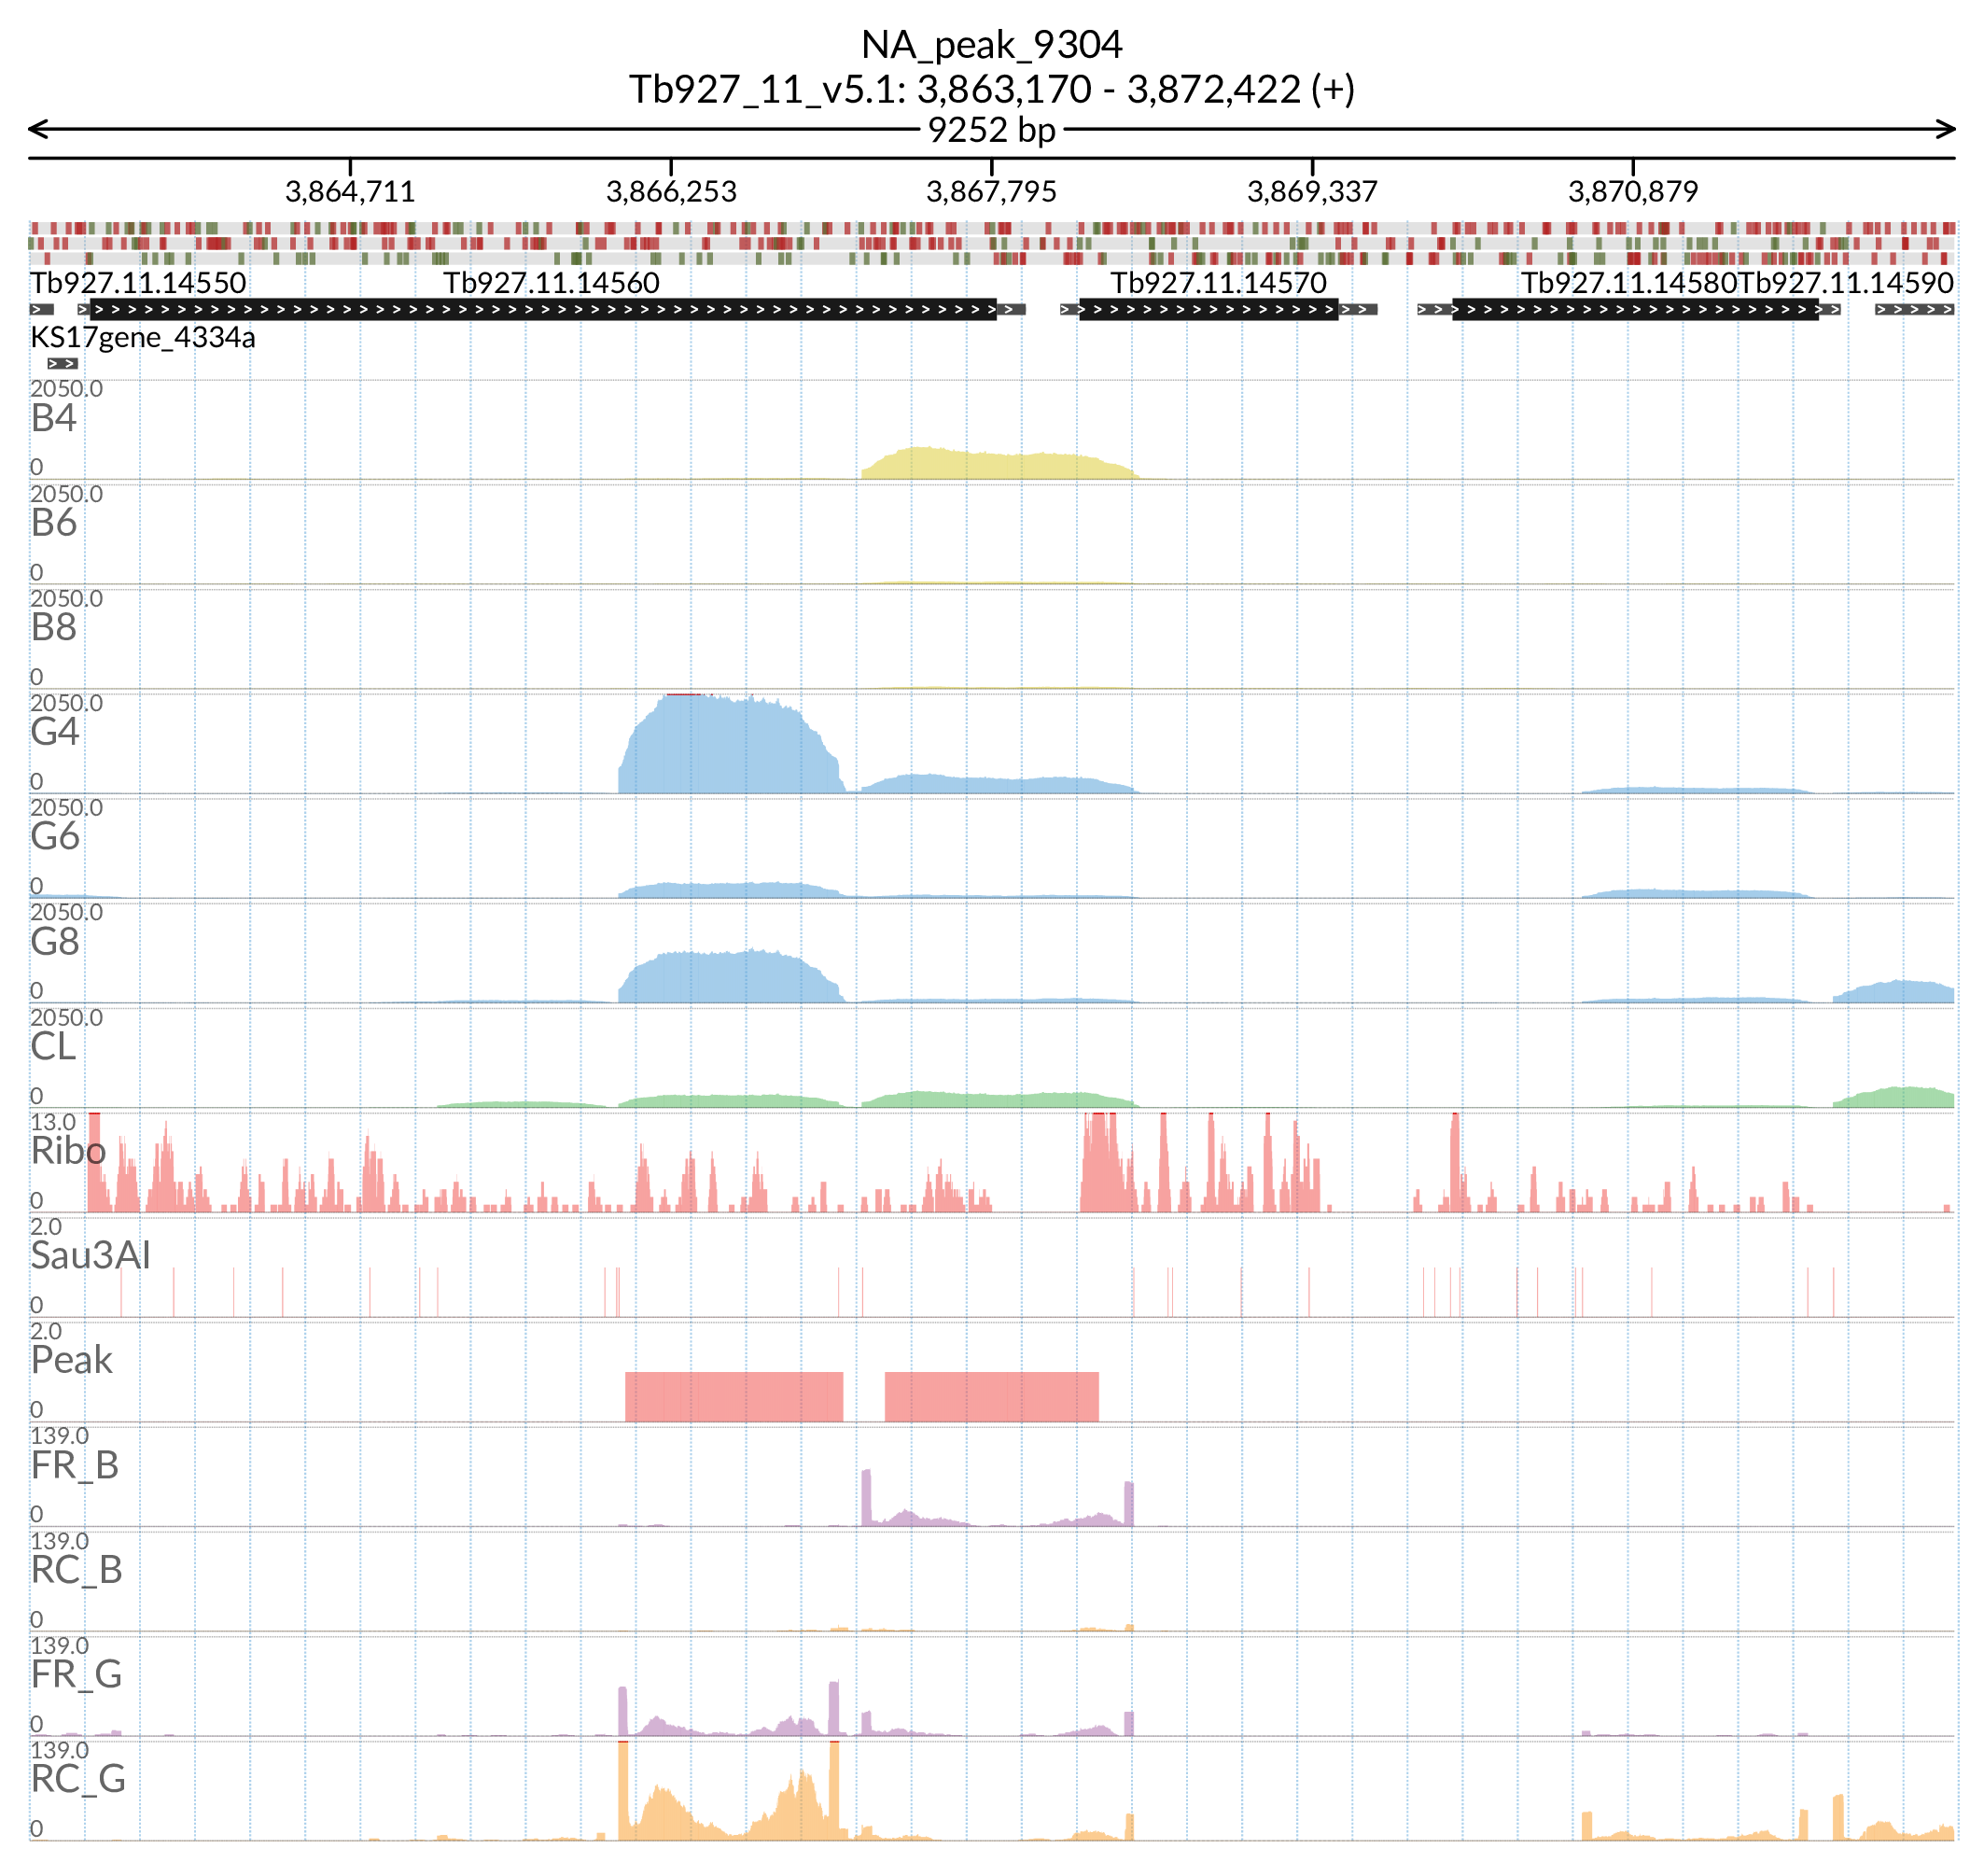 NA_peak_9304
Tb927_11_v5.1: 3,863,170 - 3,872,422 (+)
9252 bp
3,864,711 3,866,253 3,867,795 3,869,337 3,870,879
Tb927.11.14550 Tb927.11.14560 Tb927.11.14570 Tb927.11.14580 Tb927.11.14590
KS17gene_4334a
2050.0
B4
0
2050.0
B6
0
2050.0
B8
0
2050.0
G4
0
2050.0
G6
0
2050.0
G8
0
2050.0
CL
0
13.0
Ribo
0
2.0
Sau3AI
0
2.0
Peak
0
139.0
FR_B
0
139.0
RC_B
0
139.0
FR_G
0
139.0
RC_G
0